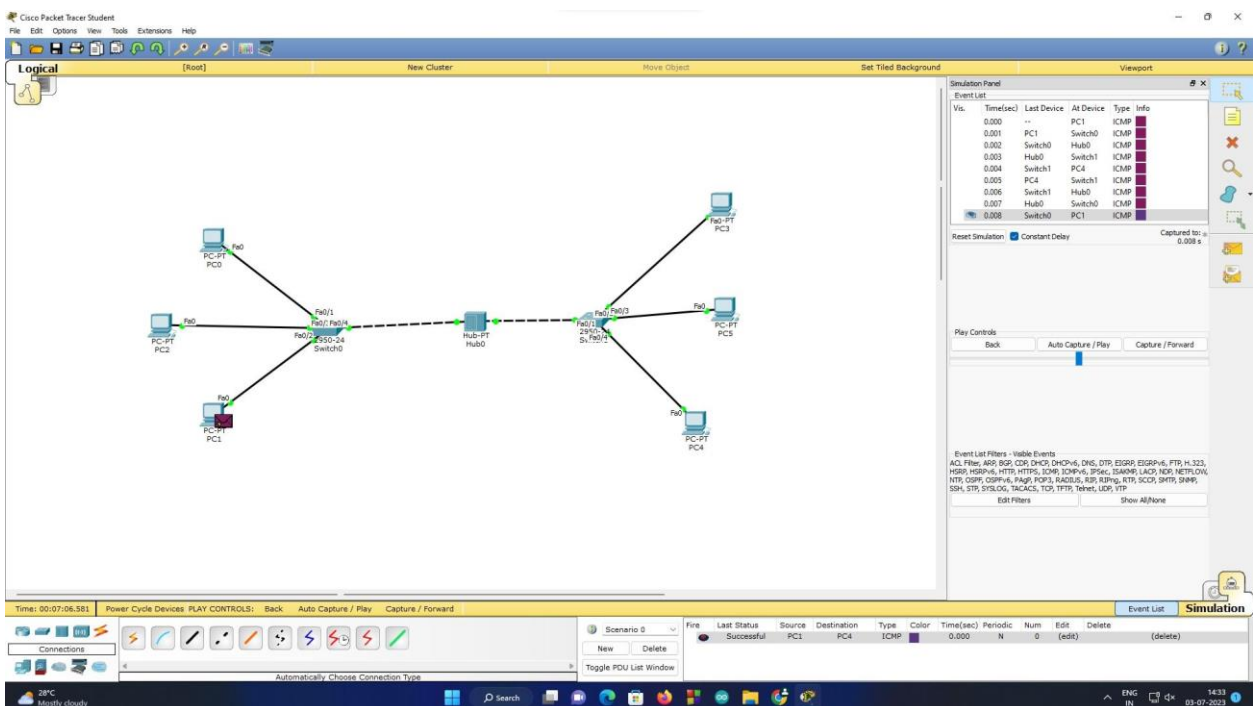 Cisco Packet Tracer Student
File Edit Options View Tools Extensions Help
Logical [Root] New Cluster Move Object Set Tiled Background Viewport
Simulation Panel
Event List
Vis. Time(sec) Last Device At Device Type Info
0.000 -- PC1 ICMP
0.001 PC1 Switch0 ICMP
0.002 Switch0 Hub0 ICMP
0.003 Hub0 Switch1 ICMP
0.004 Switch1 PC4 ICMP
0.005 PC4 Switch1 ICMP
0.006 Switch1 Hub0 ICMP
0.007 Hub0 Switch0 ICMP
0.008 Switch0 PC1 ICMP
Reset Simulation Constant Delay Captured to:
0.008 s
Play Controls
Back Auto Capture / Play Capture / Forward
Event List Filters - Visible Events
ACL Filter, ARP, BGP, CDP, DHCP, DHCPv6, DNS, DTP, EIGRP, EIGRPv6, FTP, H.323,
HSRP, HSRPv6, HTTP, HTTPS, ICMP, ICMPv6, IPSec, ISAKMP, LACP, NDP, NETFLOW,
NTP, OSPF, OSPFv6, PAgP, POP3, RADIUS, RIP, RIPng, RTP, SCCP, SMTP, SNMP,
SSH, STP, SYSLOG, TACACS, TCP, TFTP, Telnet, UDP, VTP
Edit Filters Show All/None
Fa0
PC-PT
PC0
Fa0
PC-PT
PC2
Fa0
PC-PT
PC1
Fa0/1
Fa0/4
Fa0/2
2950-24
Switch0
Hub-PT
Hub0
Fa0/3
Fa0/1
Fa0/4
Fa0-PT
PC3
Fa0
PC-PT
PC5
Fa0
PC-PT
PC4
Time: 00:07:06.581 Power Cycle Devices PLAY CONTROLS: Back Auto Capture / Play Capture / Forward Event List Simulation
Connections
Automatically Choose Connection Type
Scenario 0
New Delete
Toggle PDU List Window
Fire Last Status Source Destination Type Color Time(sec) Periodic Num Edit Delete
Successful PC1 PC4 ICMP 0.000 N 0 (edit) (delete)
28°C
Mostly cloudy
Search
ENG
IN
14:33
03-07-2023